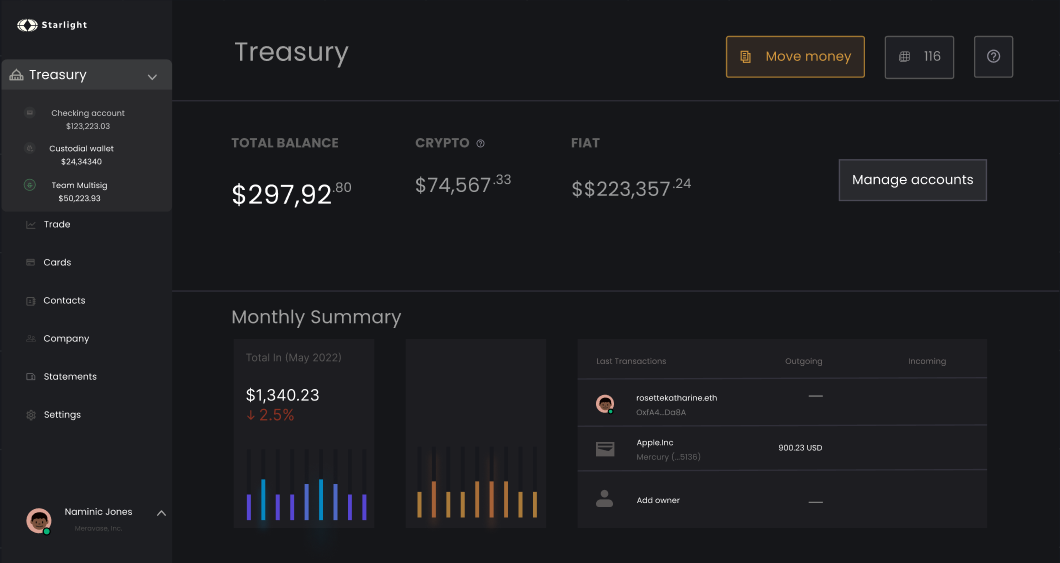 Starlight
Treasury
Checking account
$123,223.03
Custodial wallet
$24,34340
Team Multisig
$50,223.93
Trade
Cards
Contacts
Company
Statements
Settings
Naminic Jones
Meravase, Inc.
Treasury
Move money
116
TOTAL BALANCE
$297,92.80
CRYPTO
$74,567.33
FIAT
$$223,357.24
Manage accounts
Monthly Summary
Total In (May 2022)
$1,340.23
↓ 2.5%
Last Transactions Outgoing Incoming
rosettekatharine.eth —
OxfA4...Da8A
Apple.Inc 900.23 USD
Mercury (...5136)
Add owner —